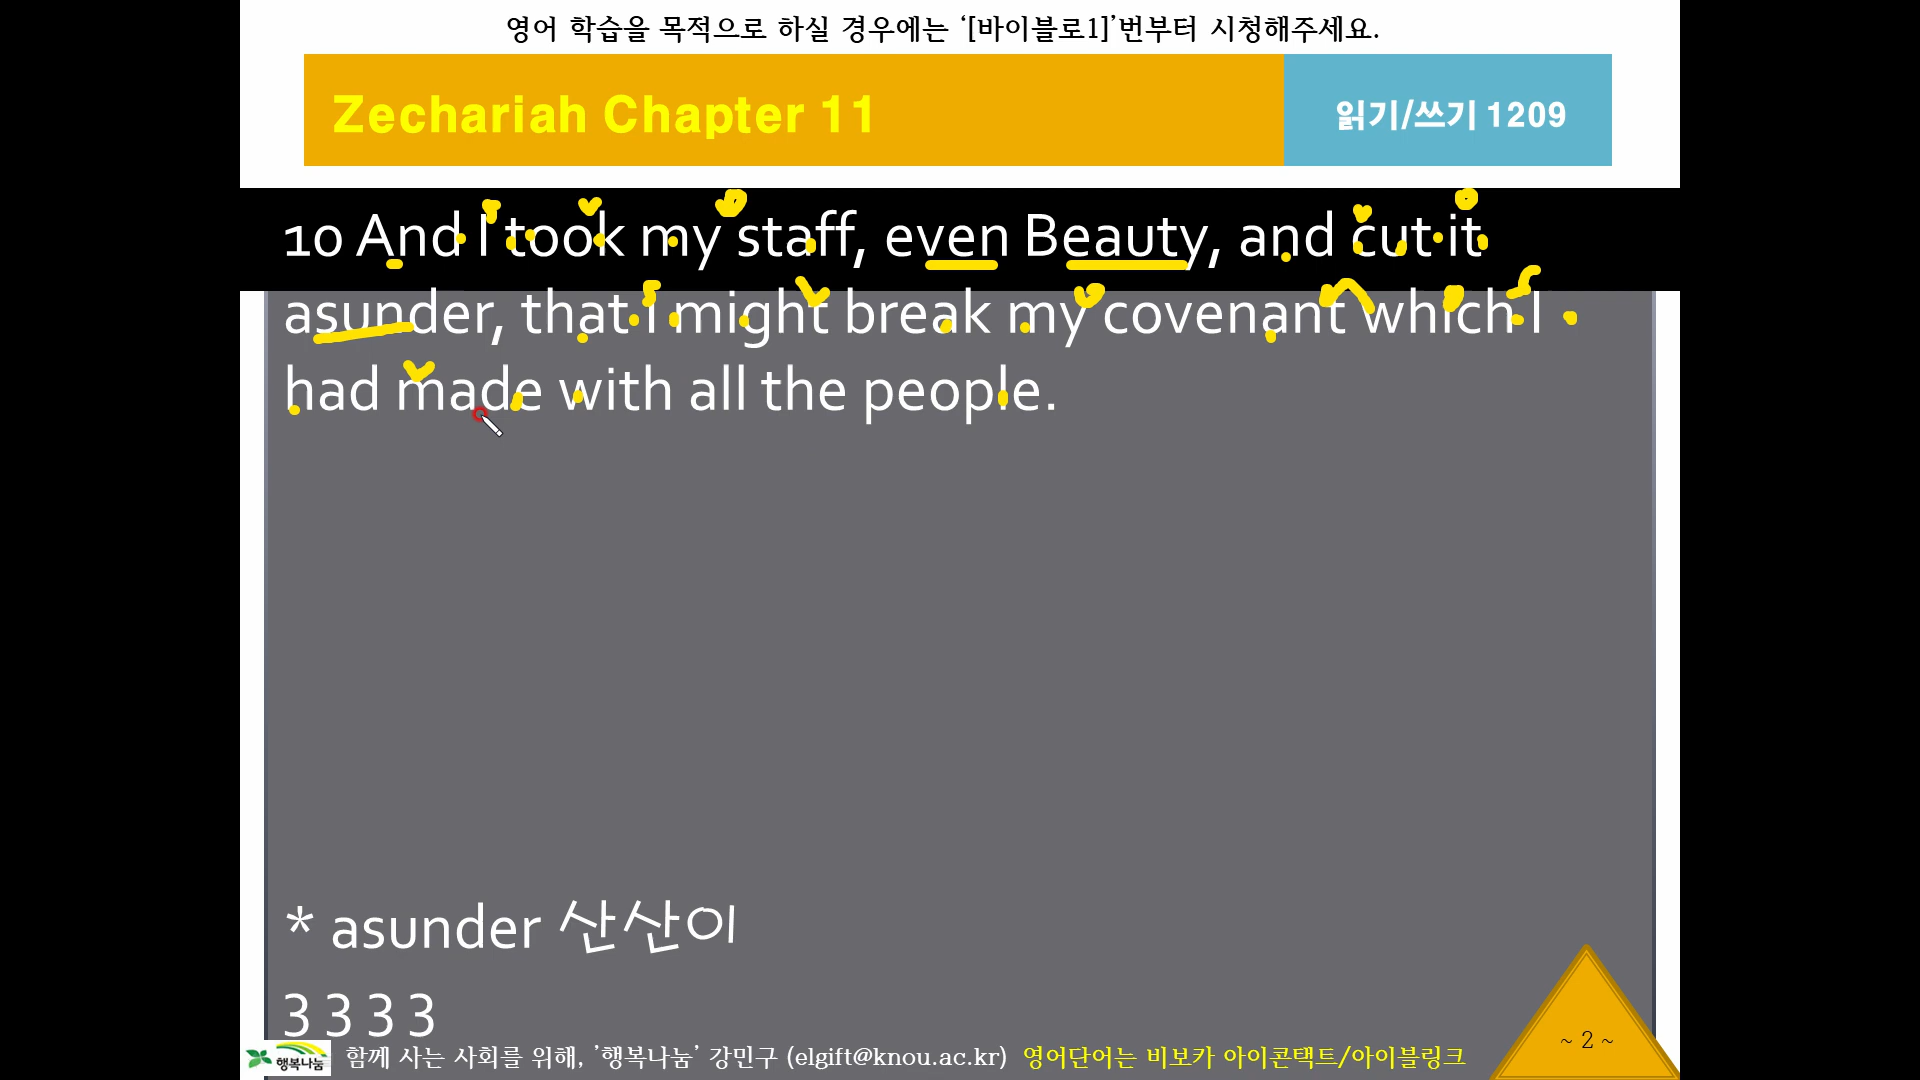 영어 학습을 목적으로 하실 경우에는 ‘[바이블로1]’번부터 시청해주세요.
Zechariah Chapter 11
읽기/쓰기 1209
10 And I took my staff, even Beauty, and cut it
asunder, that I might break my covenant which I
had made with all the people.
* asunder 산산이
3 3 3 3
행복나눔
함께 사는 사회를 위해, ’행복나눔’ 강민구 (elgift@knou.ac.kr) 영어단어는 비보카 아이콘택트/아이블링크
~ 2 ~